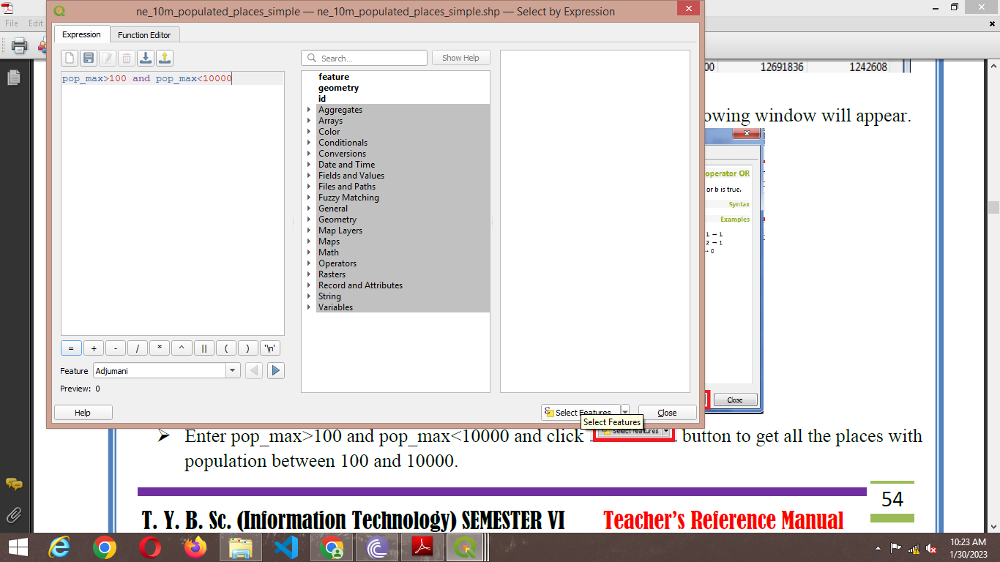 ne_10m_populated_places_simple — ne_10m_populated_places_simple.shp — Select by Expression
File Edit
Expression Function Editor
Search... Show Help
pop_max>100 and pop_max<10000
feature
geometry
id
Aggregates
Arrays
Color
Conditionals
Conversions
Date and Time
Fields and Values
Files and Paths
Fuzzy Matching
General
Geometry
Map Layers
Maps
Math
Operators
Rasters
Record and Attributes
String
Variables
= + - / * ^ || ( ) '\n'
Feature Adjumani
Preview: 0
Help Select Features Close
Select Features
00 12691836 1242608
owing window will appear.
operator OR
or b is true.
Syntax
Examples
1 → 1
2 → 1
→ 0
Close
➢ Enter pop_max>100 and pop_max<10000 and click Select features button to get all the places with
population between 100 and 10000.
54
T. Y. B. Sc. (Information Technology) SEMESTER VI Teacher's Reference Manual
10:23 AM
1/30/2023